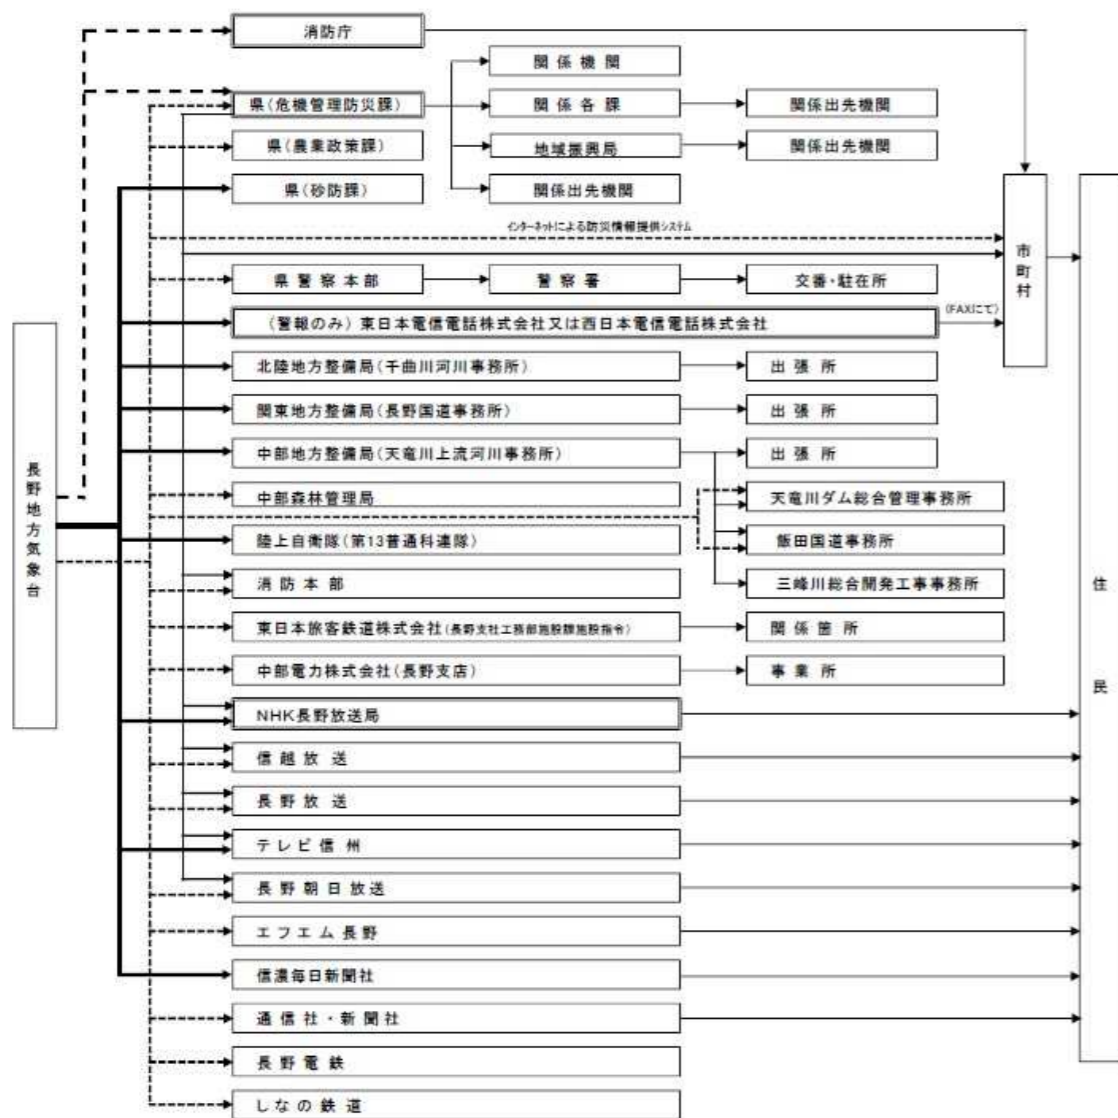 消防庁
関係機関
県(危機管理防災課)
関係各課
関係出先機関
県(農業政策課)
地域振興局
関係出先機関
県(砂防課)
関係出先機関
インターネットによる防災情報提供システム
市町村
県警察本部
警察署
交番・駐在所
(警報のみ)東日本電信電話株式会社又は西日本電信電話株式会社
(FAXにて)
北陸地方整備局(千曲川河川事務所)
出張所
関東地方整備局(長野国道事務所)
出張所
中部地方整備局(天竜川上流河川事務所)
出張所
長野地方気象台
中部森林管理局
天竜川ダム総合管理事務所
陸上自衛隊(第13普通科連隊)
飯田国道事務所
消防本部
三峰川総合開発工事事務所
住民
東日本旅客鉄道株式会社(長野支社工務部施設課施設指令)
関係箇所
中部電力株式会社(長野支店)
事業所
NHK長野放送局
信越放送
長野放送
テレビ信州
長野朝日放送
エフエム長野
信濃毎日新聞社
通信社・新聞社
長野電鉄
しなの鉄道